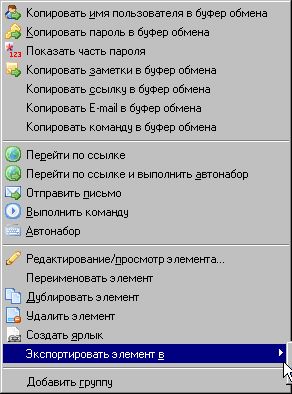 Копировать имя пользователя в буфер обмена
Копировать пароль в буфер обмена
Показать часть пароля
Копировать заметки в буфер обмена
Копировать ссылку в буфер обмена
Копировать E-mail в буфер обмена
Копировать команду в буфер обмена
Перейти по ссылке
Перейти по ссылке и выполнить автонабор
Отправить письмо
Выполнить команду
Автонабор
Редактирование/просмотр элемента...
Переименовать элемент
Дублировать элемент
Удалить элемент
Создать ярлык
Экспортировать элемент в
Добавить группу